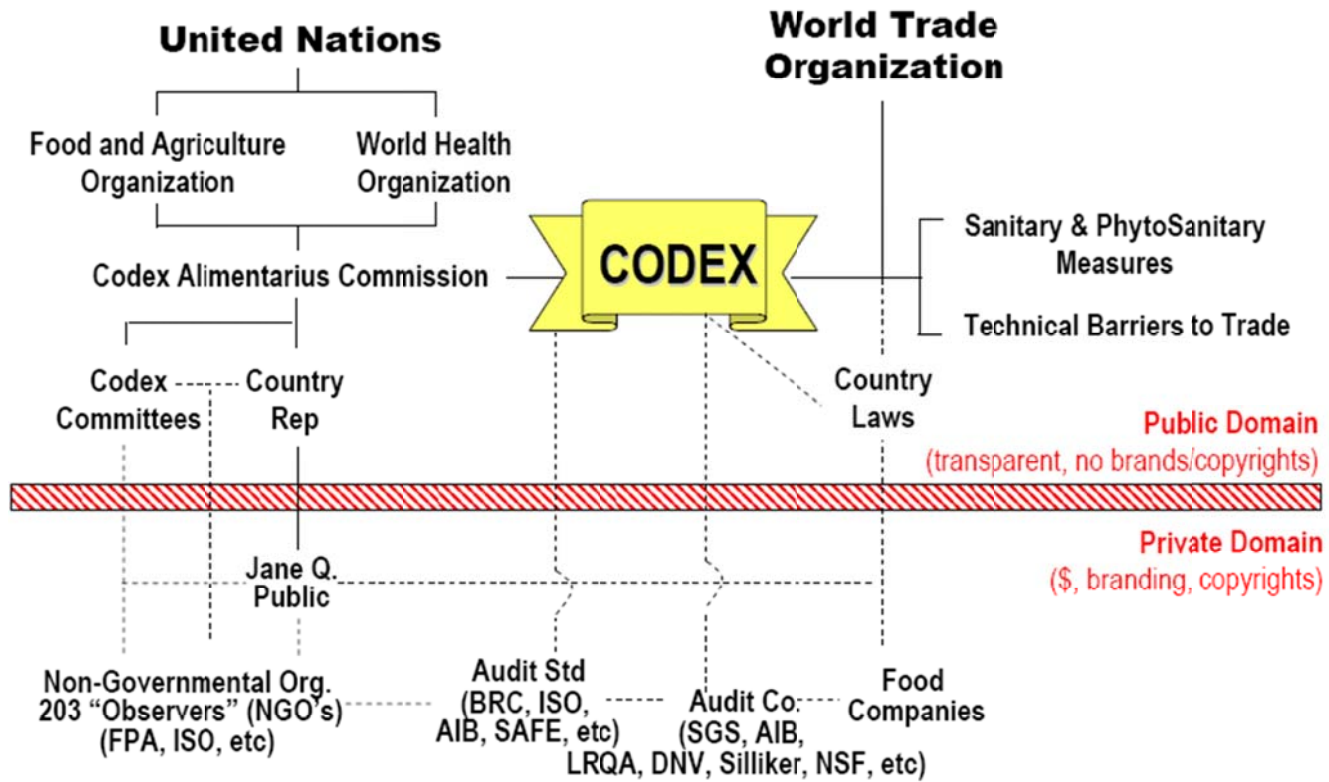 United Nations
World Trade
Organization
Food and Agriculture
Organization
World Health
Organization
CODEX
Sanitary & PhytoSanitary
Measures
Codex Alimentarius Commission
Technical Barriers to Trade
Codex
Committees
Country
Rep
Country
Laws
Public Domain
(transparent, no brands/copyrights)
Private Domain
($, branding, copyrights)
Jane Q.
Public
Non-Governmental Org.
203 “Observers” (NGO’s)
(FPA, ISO, etc)
Audit Std
(BRC, ISO,
AIB, SAFE, etc)
Audit Co.
(SGS, AIB,
LRQA, DNV, Silliker, NSF, etc)
Food
Companies